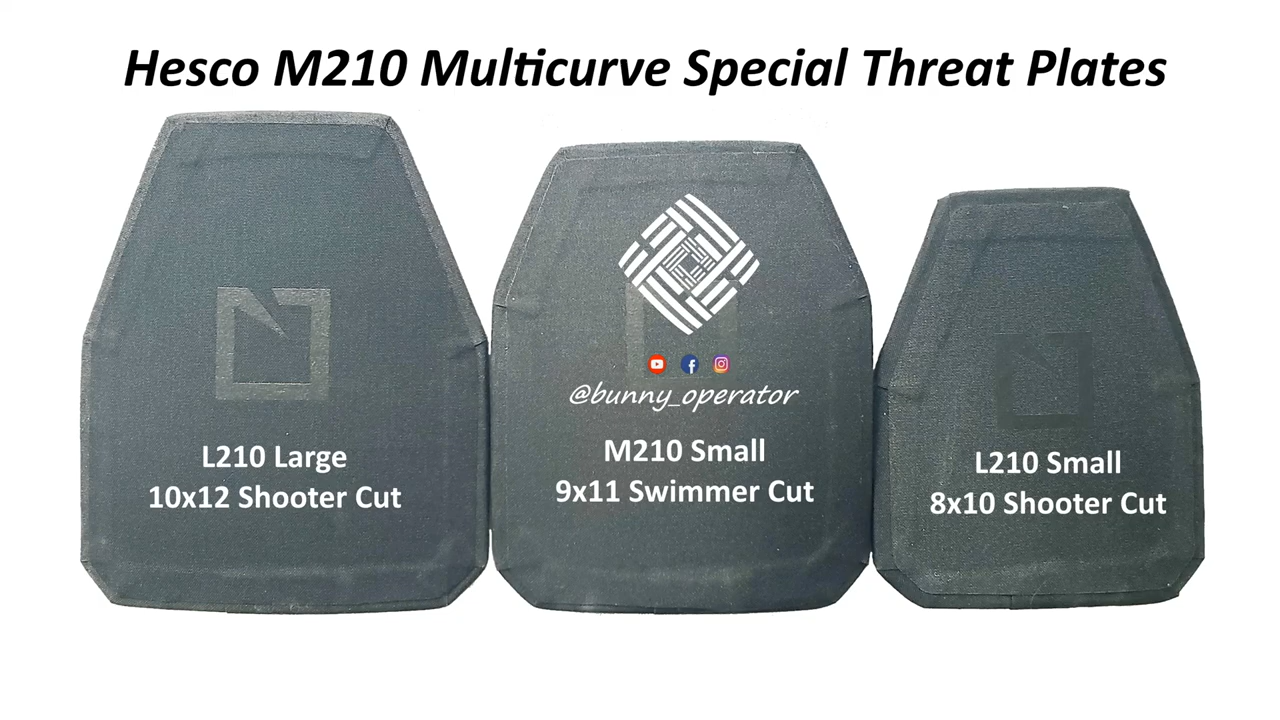 Hesco M210 Multicurve Special Threat Plates
@bunny_operator
L210 Large
10x12 Shooter Cut
M210 Small
9x11 Swimmer Cut
L210 Small
8x10 Shooter Cut